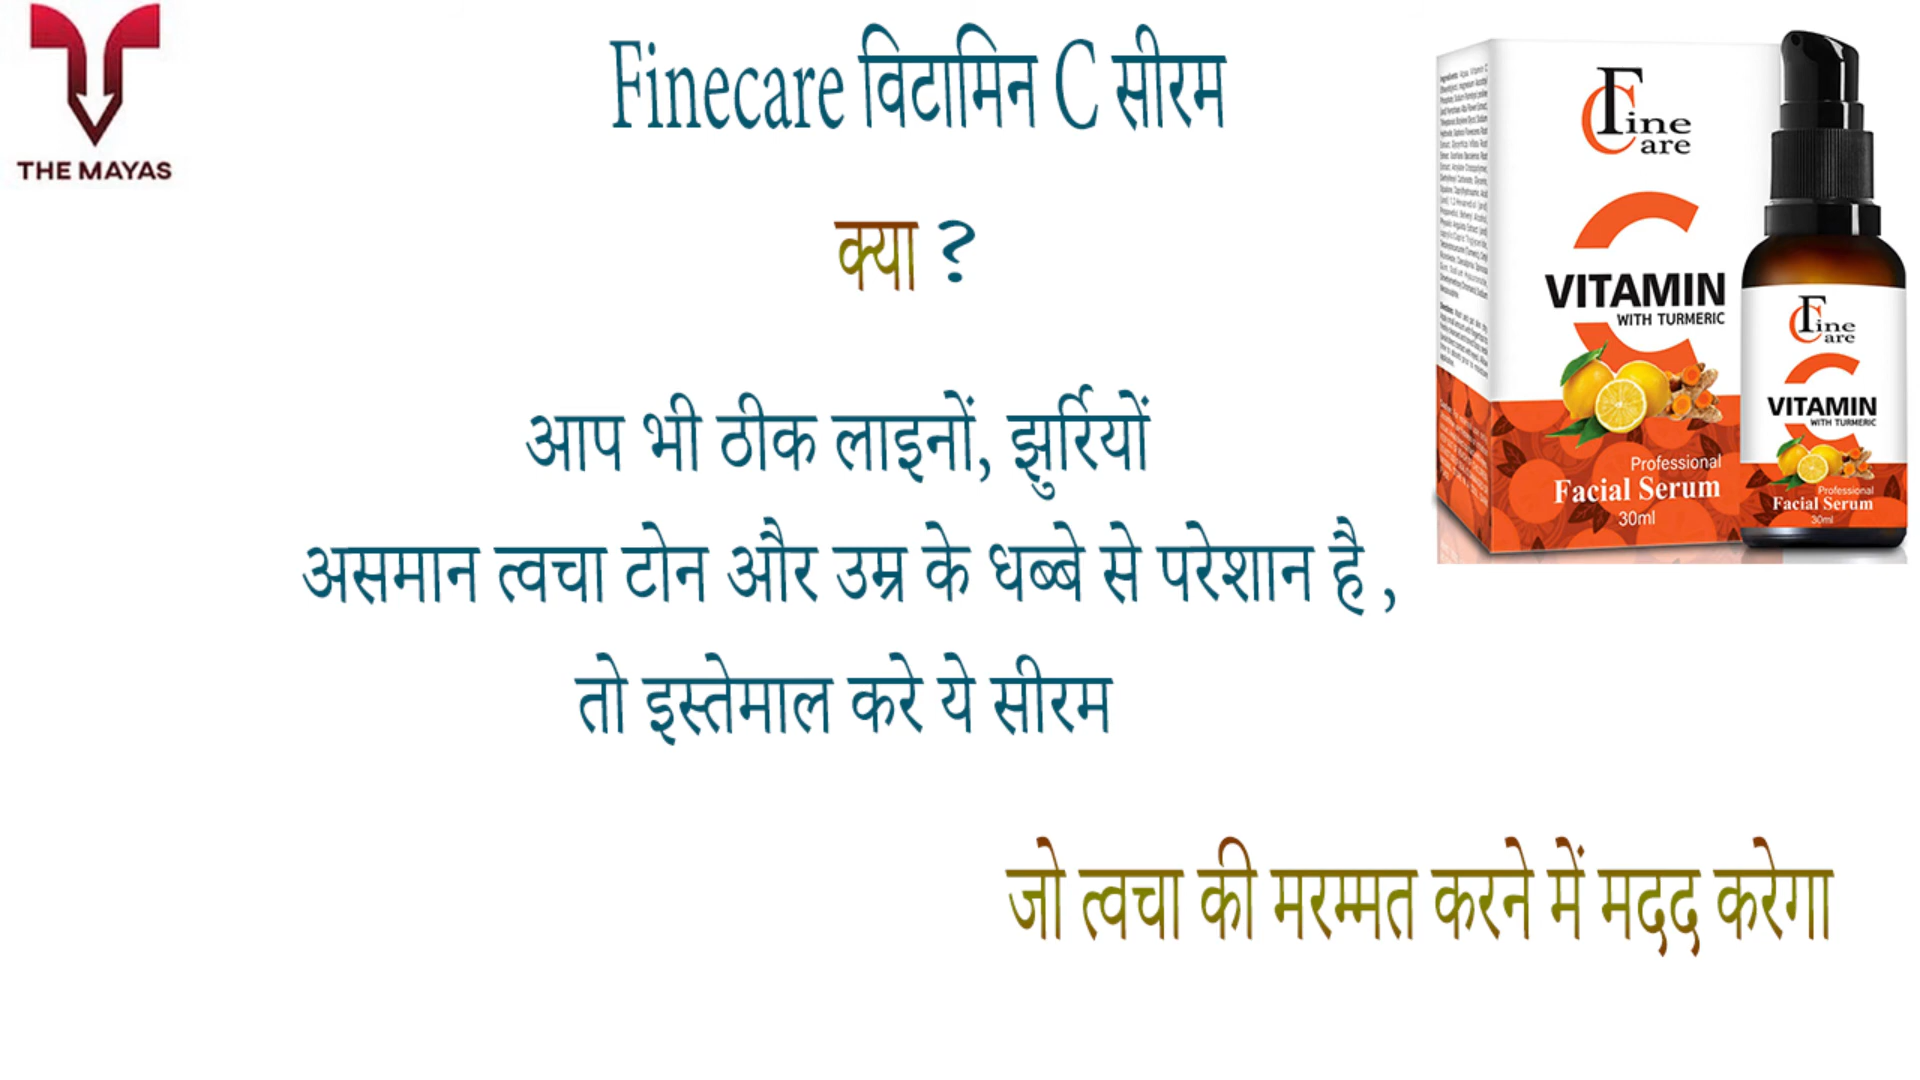 THE MAYAS
Finecare विटामिन C सीरम
क्या ?
आप भी ठीक लाइनों, झुर्रियों
असमान त्वचा टोन और उम्र के धब्बे से परेशान है ,
तो इस्तेमाल करे ये सीरम
जो त्वचा की मरम्मत करने में मदद करेगा
Fine
Care
C
VITAMIN
WITH TURMERIC
Professional
Facial Serum
30ml
Fine
Care
C
VITAMIN
WITH TURMERIC
Professional
Facial Serum
30ml